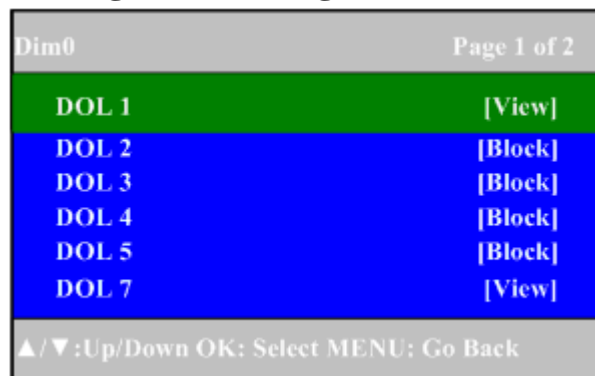 Dim0 Page 1 of 2
DOL 1 [View]
DOL 2 [Block]
DOL 3 [Block]
DOL 4 [Block]
DOL 5 [Block]
DOL 7 [View]
▲/▼:Up/Down OK: Select MENU: Go Back